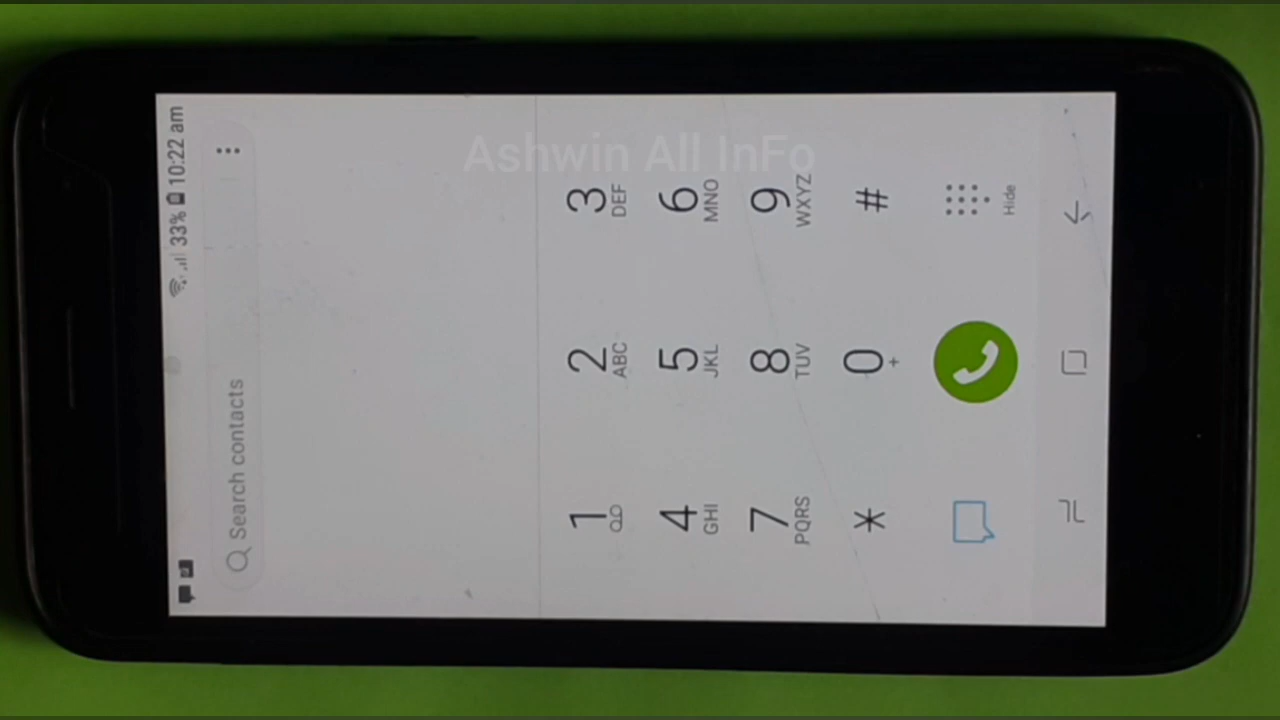 33% 10:22 am
Search contacts
1 2 3
ABC DEF
4 5 6
GHI JKL MNO
7 8 9
PQRS TUV WXYZ
* 0 #
+
Hide
Ashwin All InFo